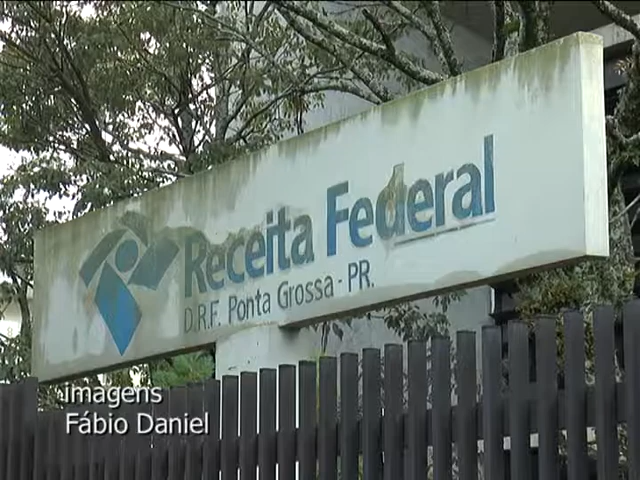 Receita Federal
D.R.F. Ponta Grossa - PR.
imagens
Fábio Daniel